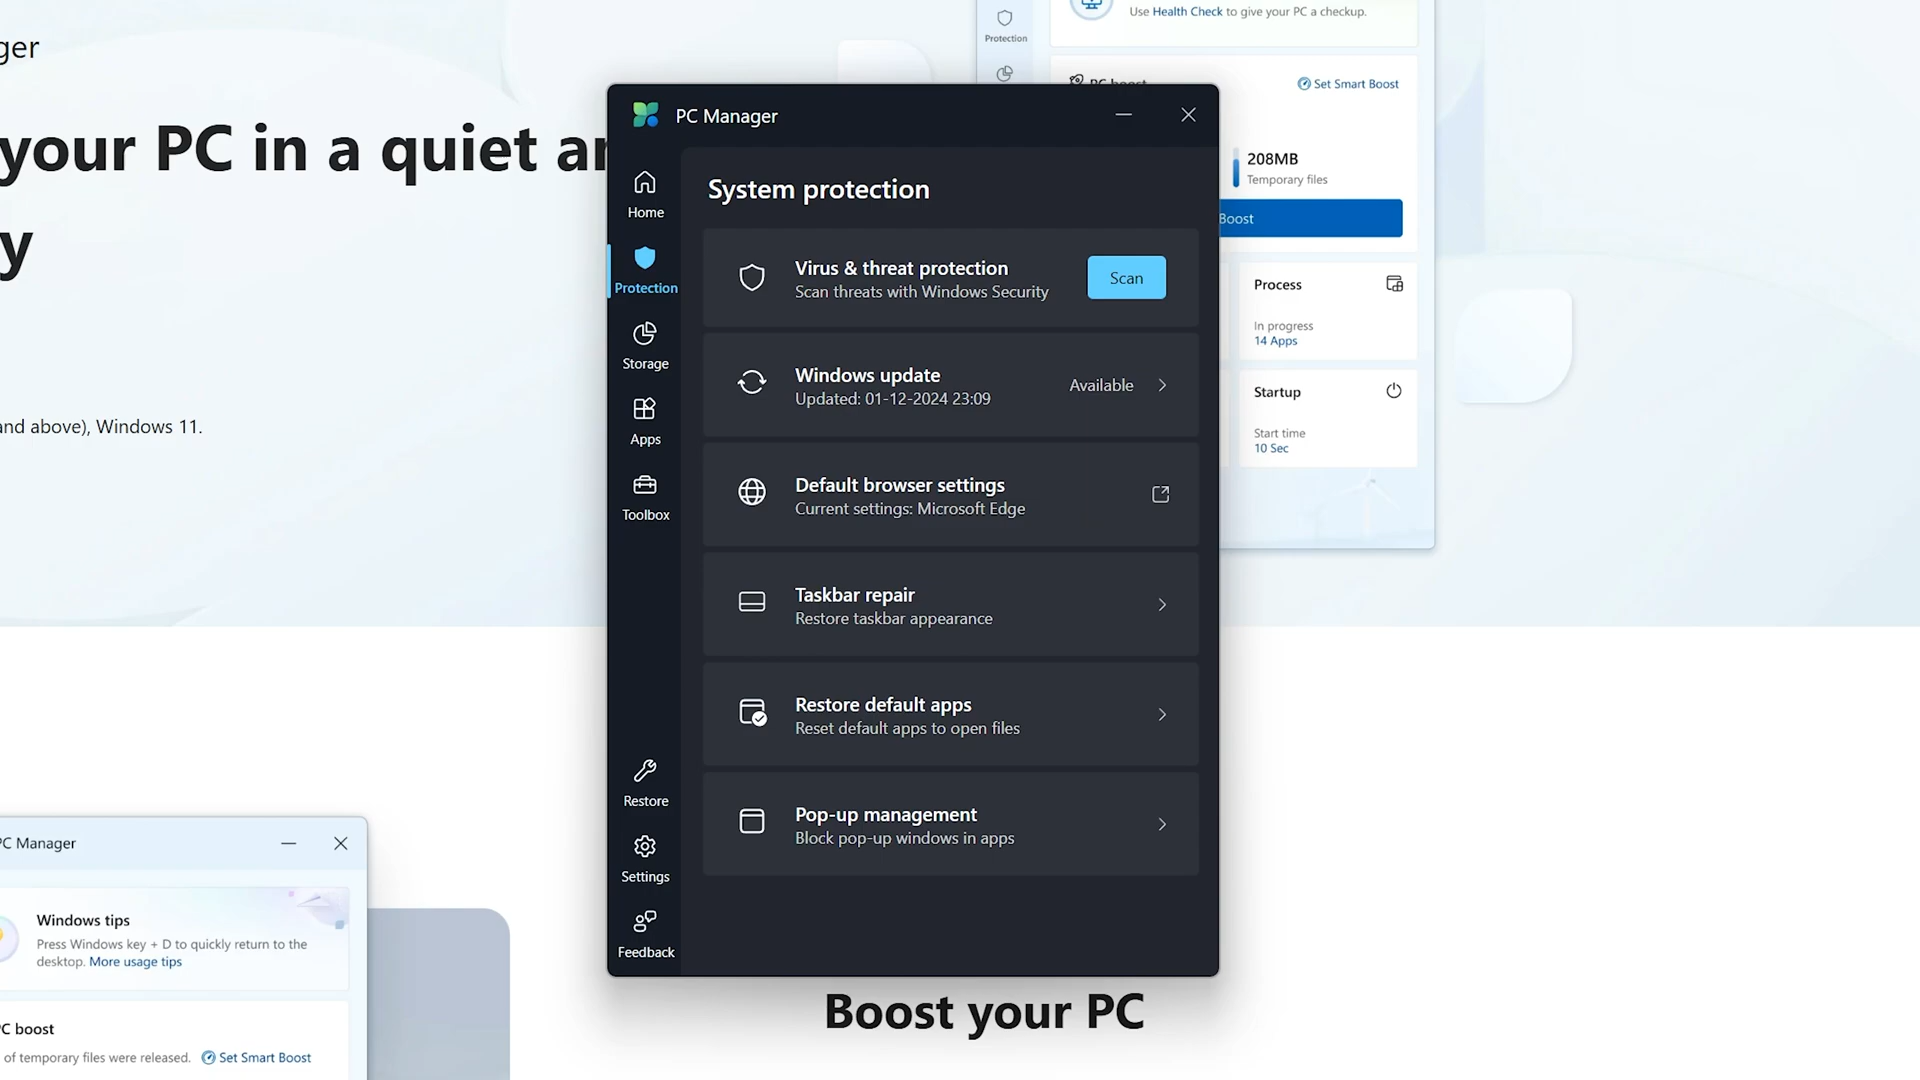 ger
your PC in a quiet
y
and above), Windows 11.
Use Health Check to give your PC a checkup.
Protection
PC boost
Set Smart Boost
208MB
Temporary files
Boost
Process
In progress
14 Apps
Startup
Start time
10 Sec
PC Manager
Home
Protection
Storage
Apps
Toolbox
Restore
Settings
Feedback
System protection
Virus & threat protection
Scan threats with Windows Security
Scan
Windows update
Updated: 01-12-2024 23:09
Available
Default browser settings
Current settings: Microsoft Edge
Taskbar repair
Restore taskbar appearance
Restore default apps
Reset default apps to open files
Pop-up management
Block pop-up windows in apps
PC Manager
Windows tips
Press Windows key + D to quickly return to the
desktop. More usage tips
PC boost
of temporary files were released. Set Smart Boost
Boost your PC